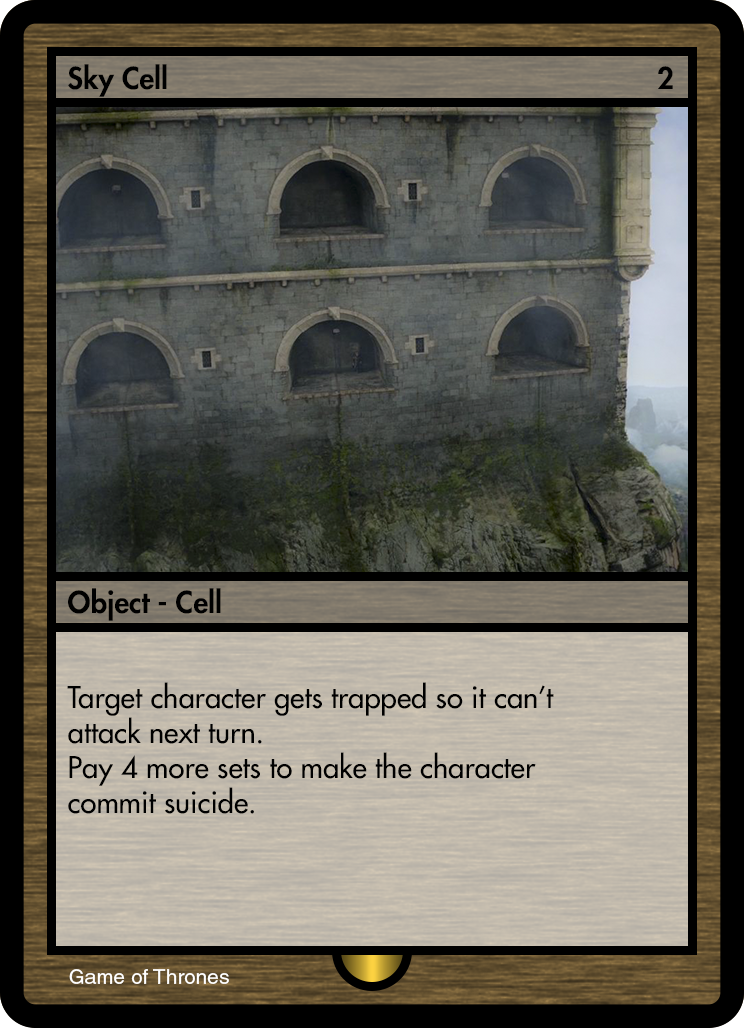 Sky Cell 2
Object - Cell
Target character gets trapped so it can’t
attack next turn.
Pay 4 more sets to make the character
commit suicide.
Game of Thrones